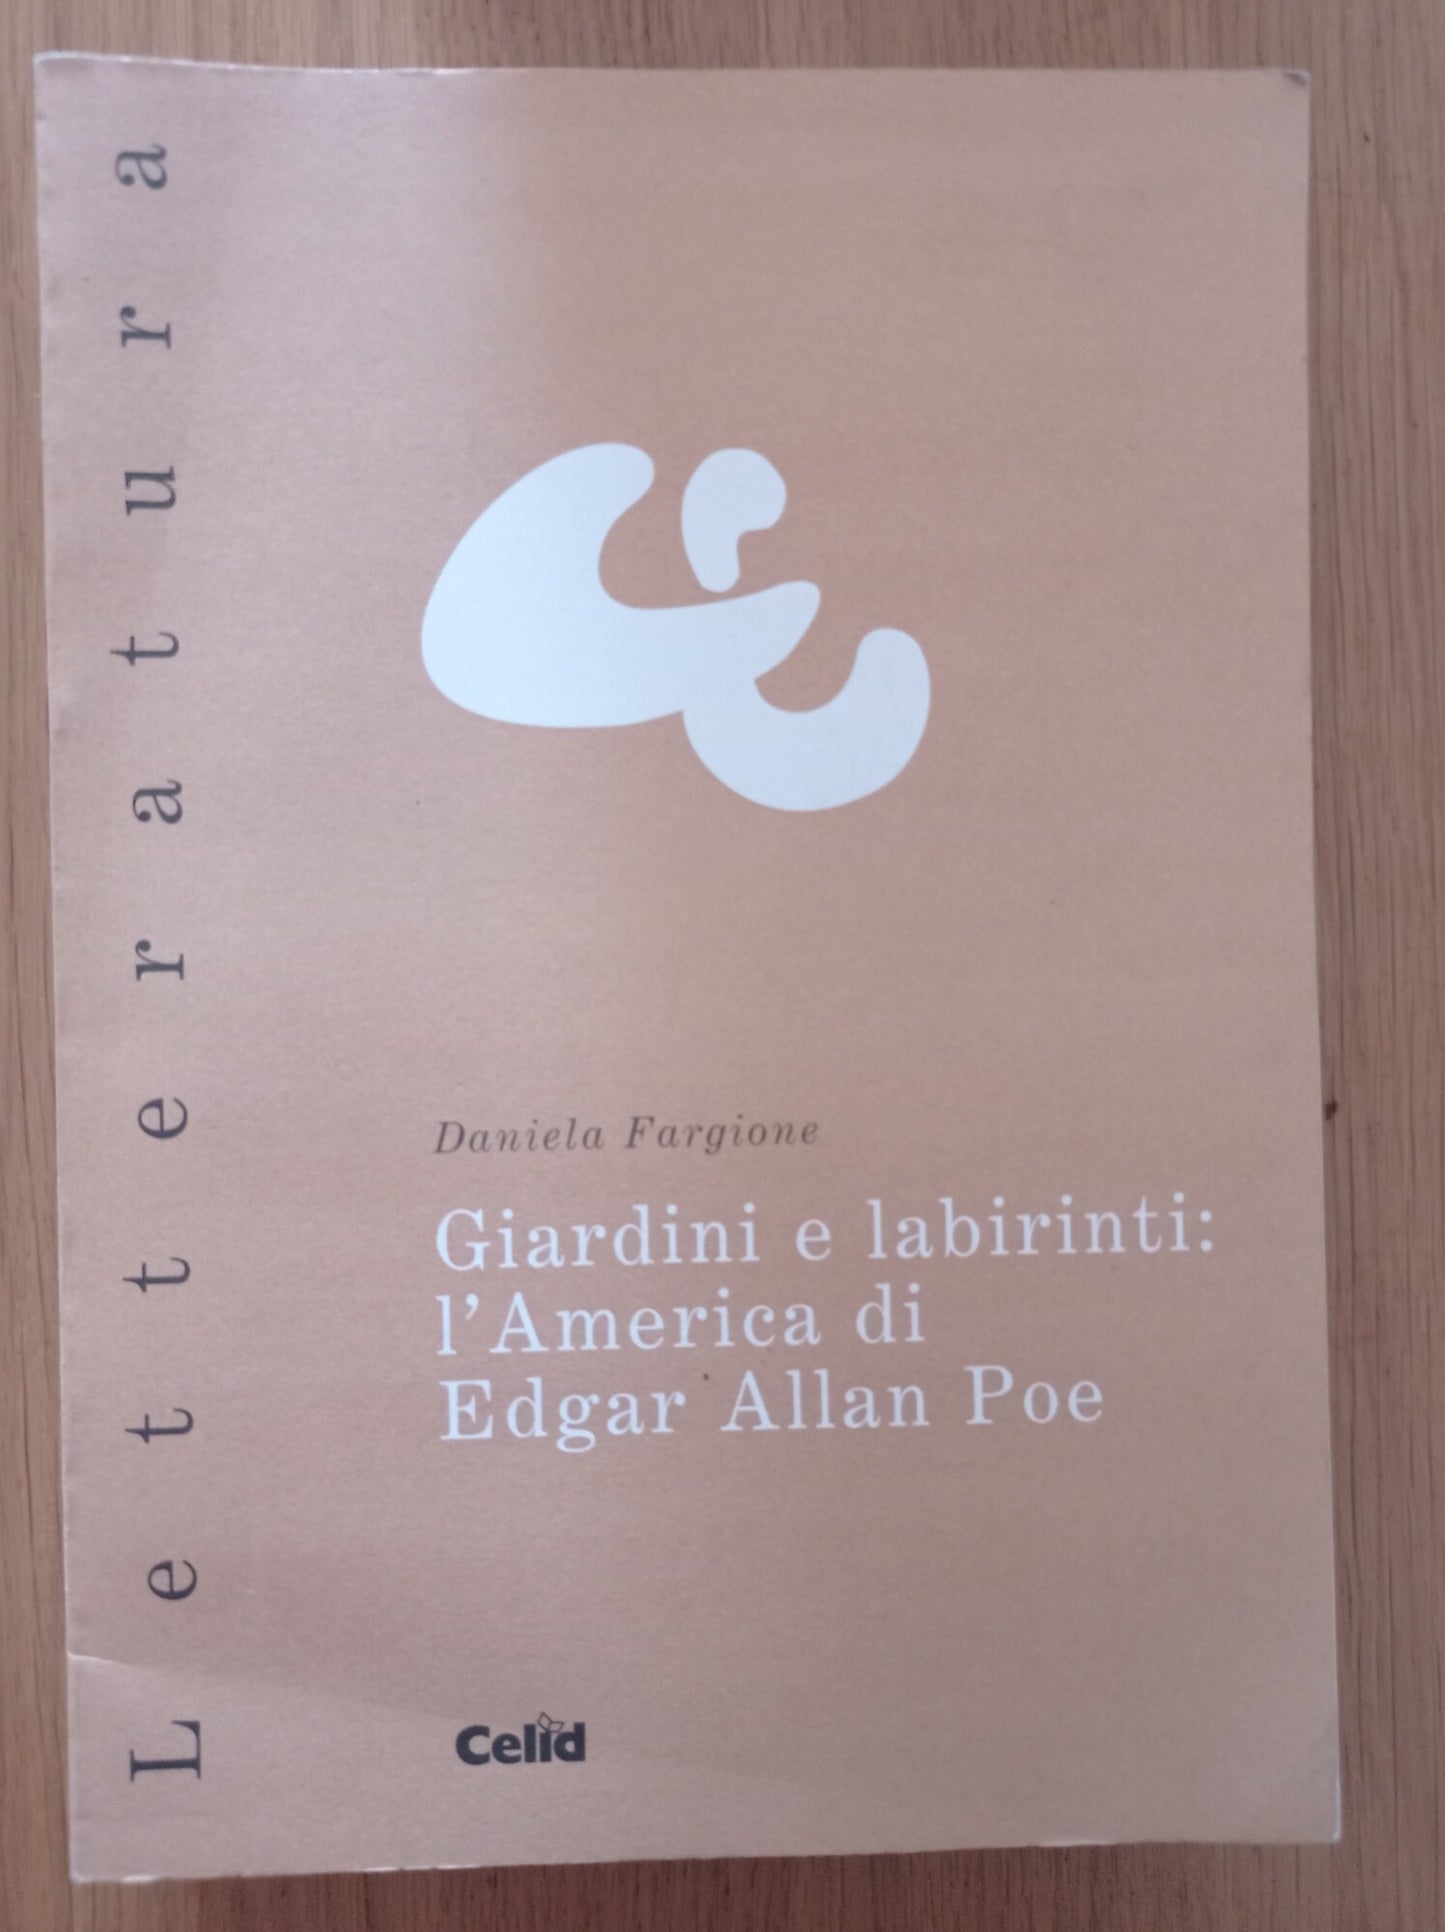 Letteratura
Daniela Fargione
Giardini e labirinti:
l'America di
Edgar Allan Poe
Celid